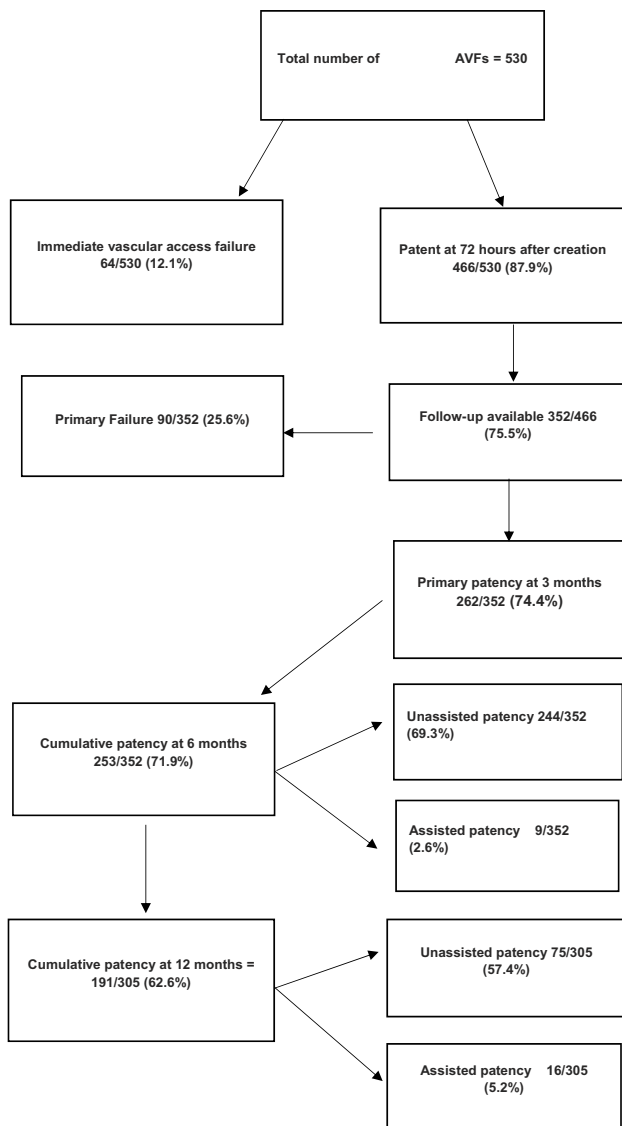 Total number of AVFs = 530
Immediate vascular access failure
64/530 (12.1%)
Patent at 72 hours after creation
466/530 (87.9%)
Primary Failure 90/352 (25.6%)
Follow-up available 352/466
(75.5%)
Primary patency at 3 months
262/352 (74.4%)
Cumulative patency at 6 months
253/352 (71.9%)
Unassisted patency 244/352
(69.3%)
Assisted patency 9/352
(2.6%)
Cumulative patency at 12 months =
191/305 (62.6%)
Unassisted patency 75/305
(57.4%)
Assisted patency 16/305
(5.2%)